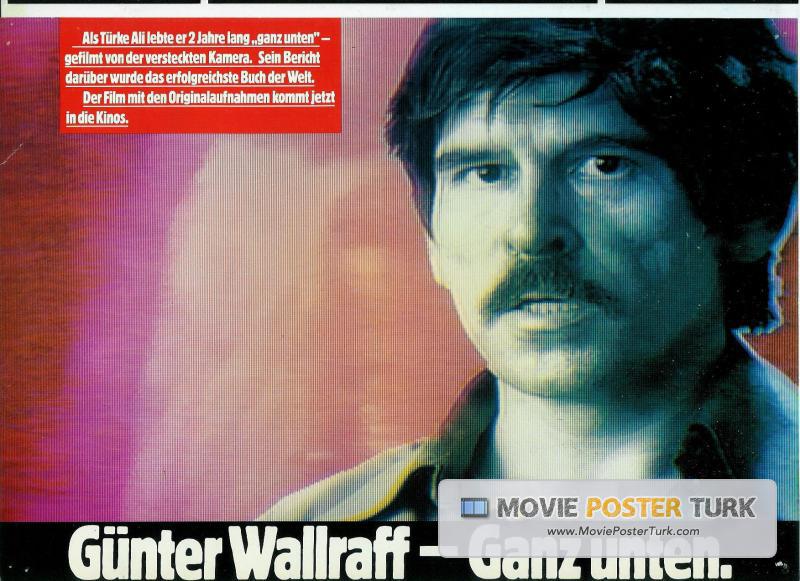 Als Türke Ali lebte er 2 Jahre lang „ganz unten" –
gefilmt von der versteckten Kamera. Sein Bericht
darüber wurde das erfolgreichste Buch der Welt.
Der Film mit den Originalaufnahmen kommt jetzt
in die Kinos.
MOVIE POSTER TURK
www.MoviePosterTurk.com
Günter Wallraff – Ganz unten.